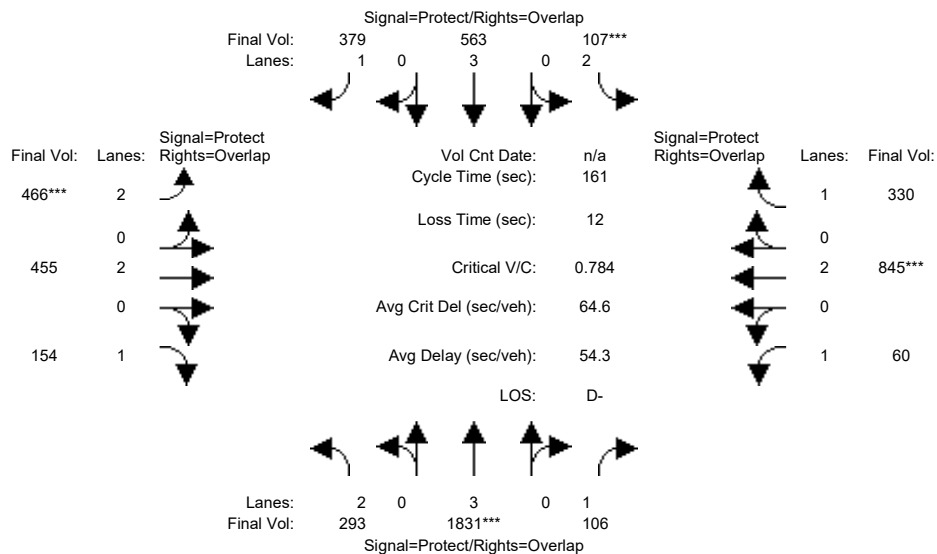 Signal=Protect/Rights=Overlap
Final Vol: 379 563 107***
Lanes: 1 0 3 0 2
Signal=Protect
Final Vol: Lanes: Rights=Overlap
Vol Cnt Date: n/a
Signal=Protect
Rights=Overlap Lanes: Final Vol:
Cycle Time (sec): 161
466*** 2
1 330
Loss Time (sec): 12
0
0
455 2
Critical V/C: 0.784
2 845***
0
Avg Crit Del (sec/veh): 64.6
0
154 1
Avg Delay (sec/veh): 54.3
1 60
LOS: D-
Lanes: 2 0 3 0 1
Final Vol: 293 1831*** 106
Signal=Protect/Rights=Overlap